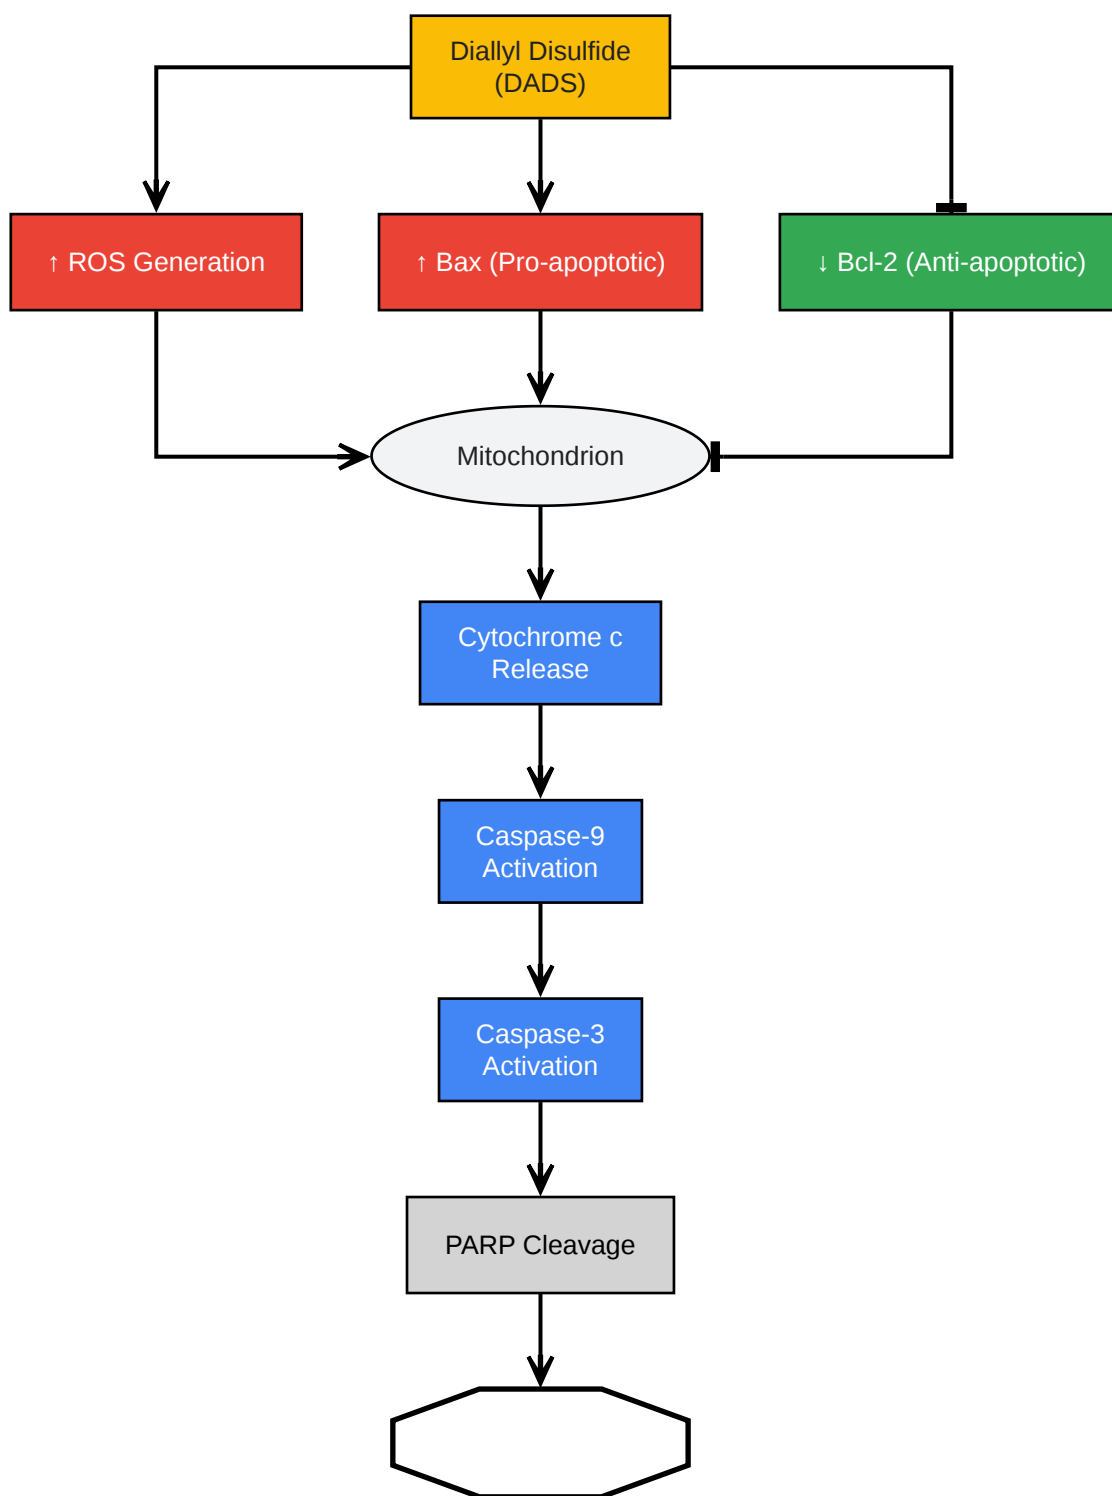 Diallyl Disulfide
(DADS)
↑ ROS Generation
↑ Bax (Pro-apoptotic)
↓ Bcl-2 (Anti-apoptotic)
Mitochondrion
Cytochrome c
Release
Caspase-9
Activation
Caspase-3
Activation
PARP Cleavage